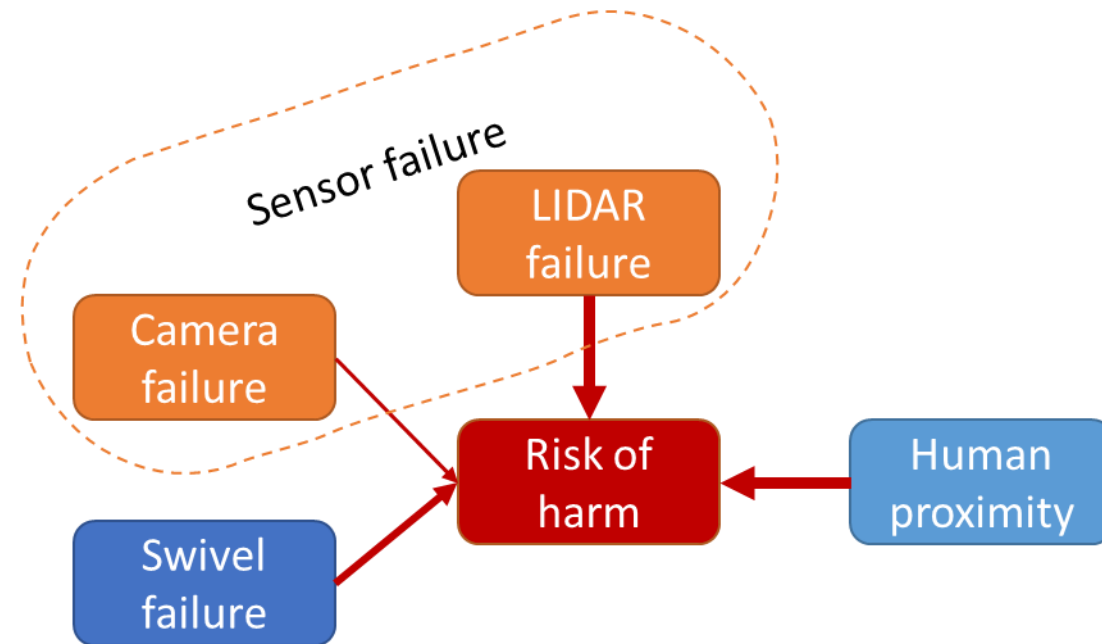 Sensor failure
LIDAR
failure
Camera
failure
Risk of
harm
Human
proximity
Swivel
failure